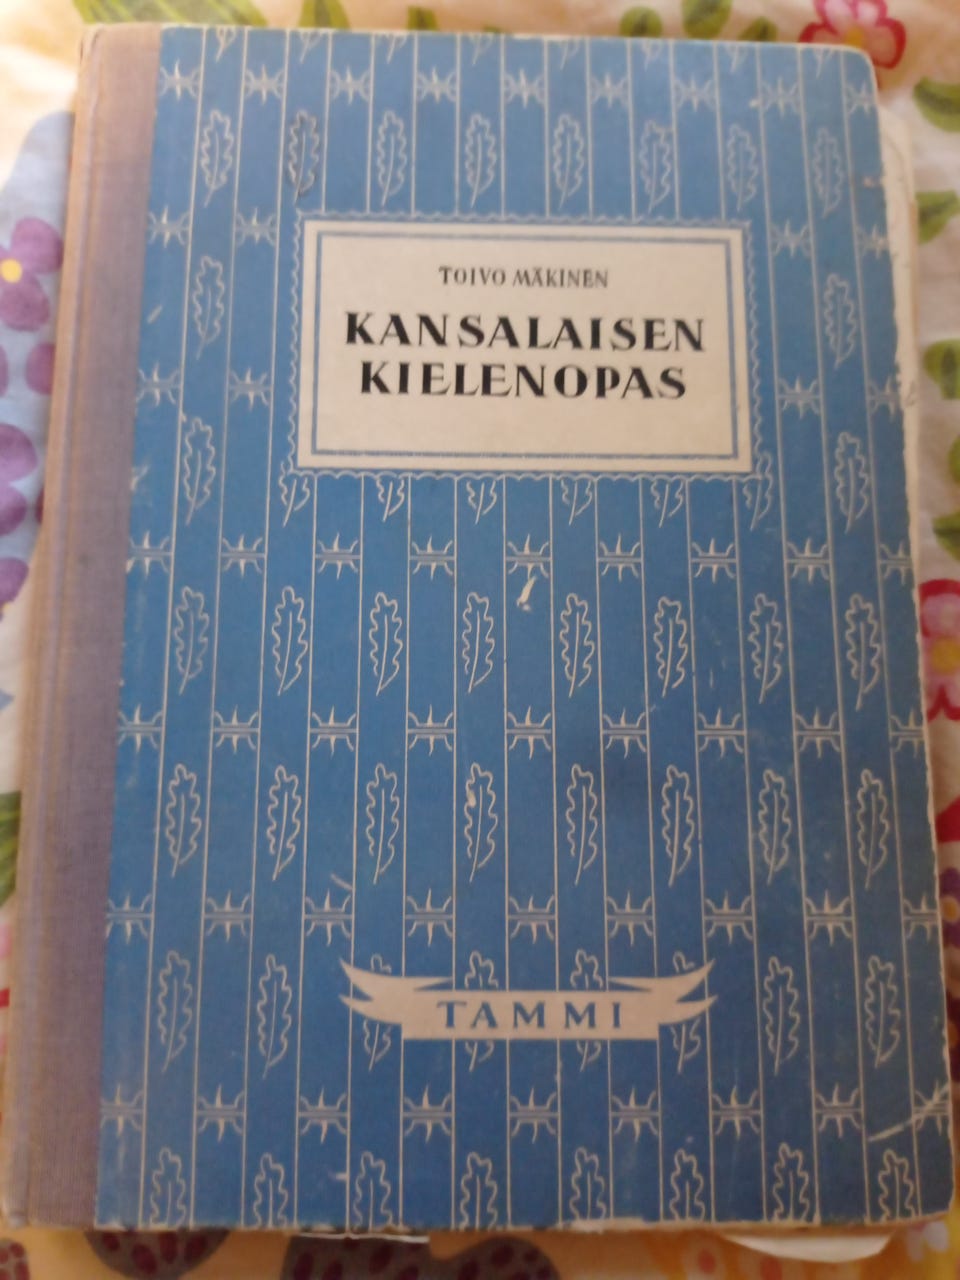 TOIVO MÄKINEN
KANSALAISEN
KIELENOPAS
TAMMI